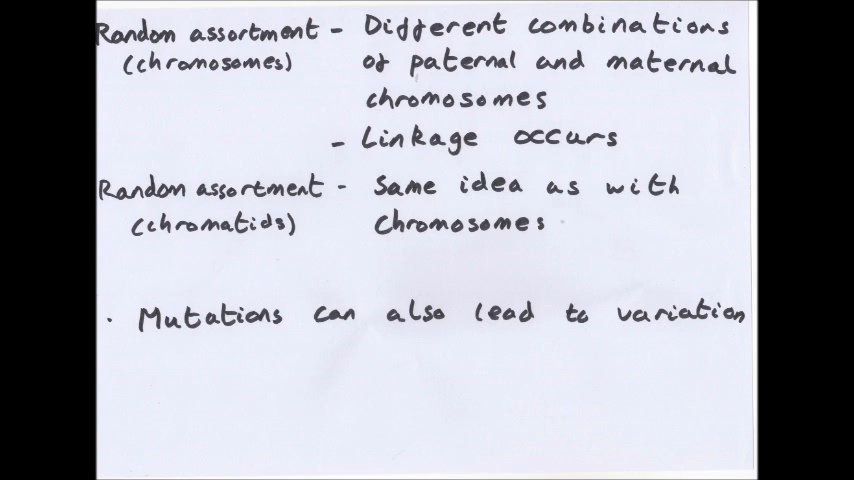 Random assortment - Different combinations
(chromosomes) of paternal and maternal
chromosomes
- Linkage occurs
Random assortment - Same idea as with
(chromatids) Chromosomes
· Mutations can also lead to variation